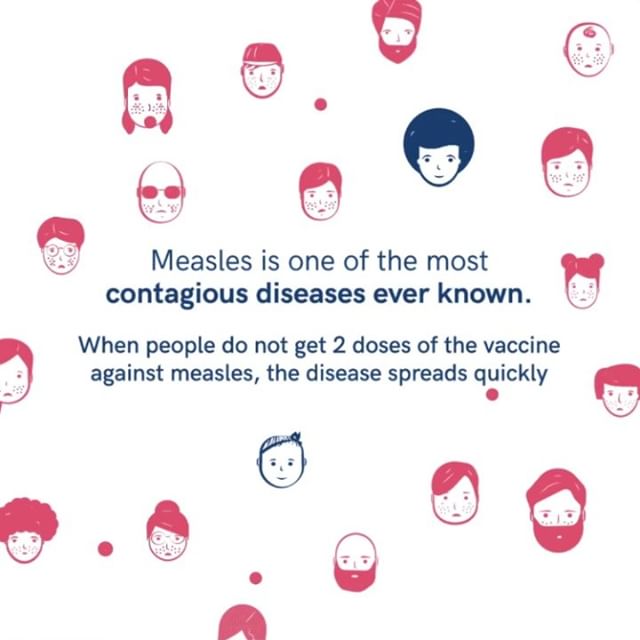 Measles is one of the most
contagious diseases ever known.
When people do not get 2 doses of the vaccine
against measles, the disease spreads quickly